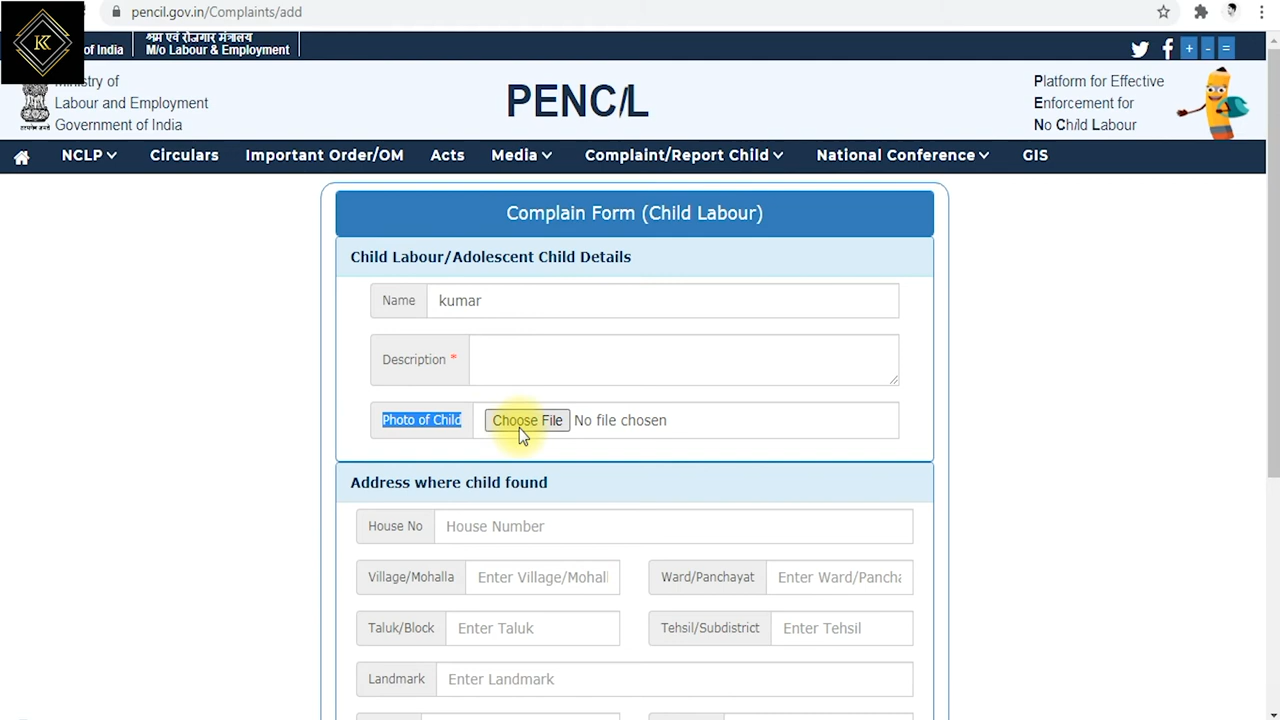 pencil.gov.in/Complaints/add
K
of India
श्रम एवं रोजगार मंत्रालय
M/o Labour & Employment
+ - =
Ministry of
Labour and Employment
Government of India
PENCIL
Platform for Effective
Enforcement for
No Child Labour
NCLP Circulars Important Order/OM Acts Media Complaint/Report Child National Conference GIS
Complain Form (Child Labour)
Child Labour/Adolescent Child Details
Name kumar
Description *
Photo of Child Choose File No file chosen
Address where child found
House No House Number
Village/Mohalla Enter Village/Mohall Ward/Panchayat Enter Ward/Pancha
Taluk/Block Enter Taluk Tehsil/Subdistrict Enter Tehsil
Landmark Enter Landmark